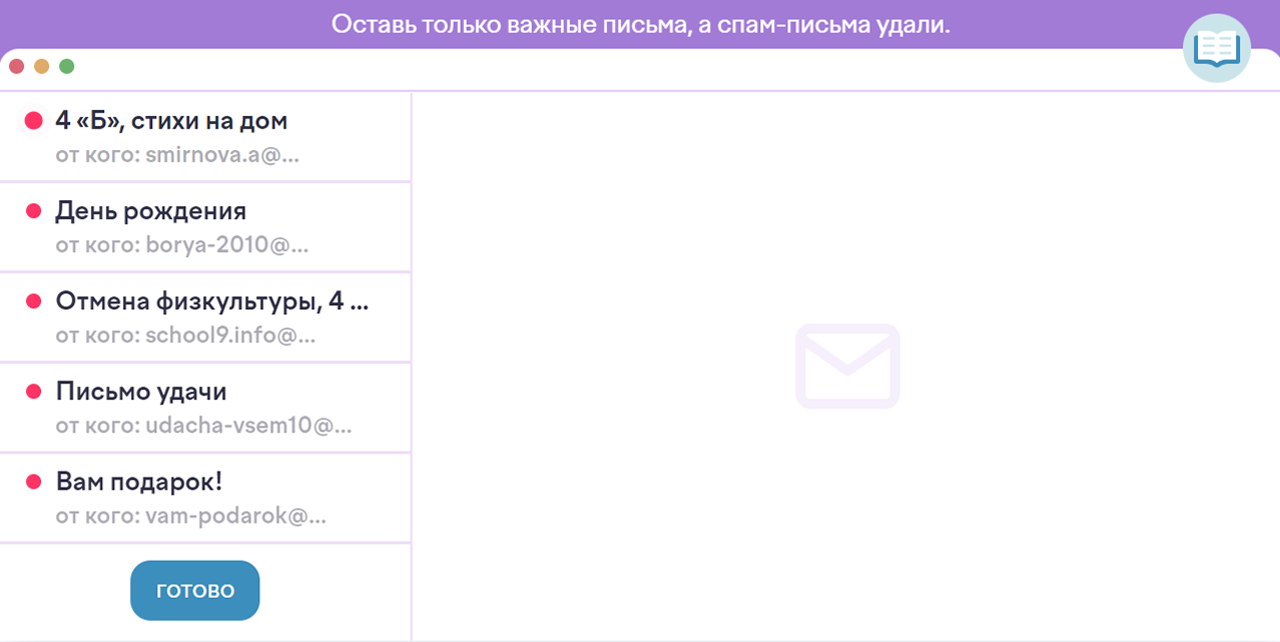 Оставь только важные письма, а спам-письма удали.
4 «Б», стихи на дом
от кого: smirnova.a@...
День рождения
от кого: borya-2010@...
Отмена физкультуры, 4 ...
от кого: school9.info@...
Письмо удачи
от кого: udacha-vsem10@...
Вам подарок!
от кого: vam-podarok@...
ГОТОВО